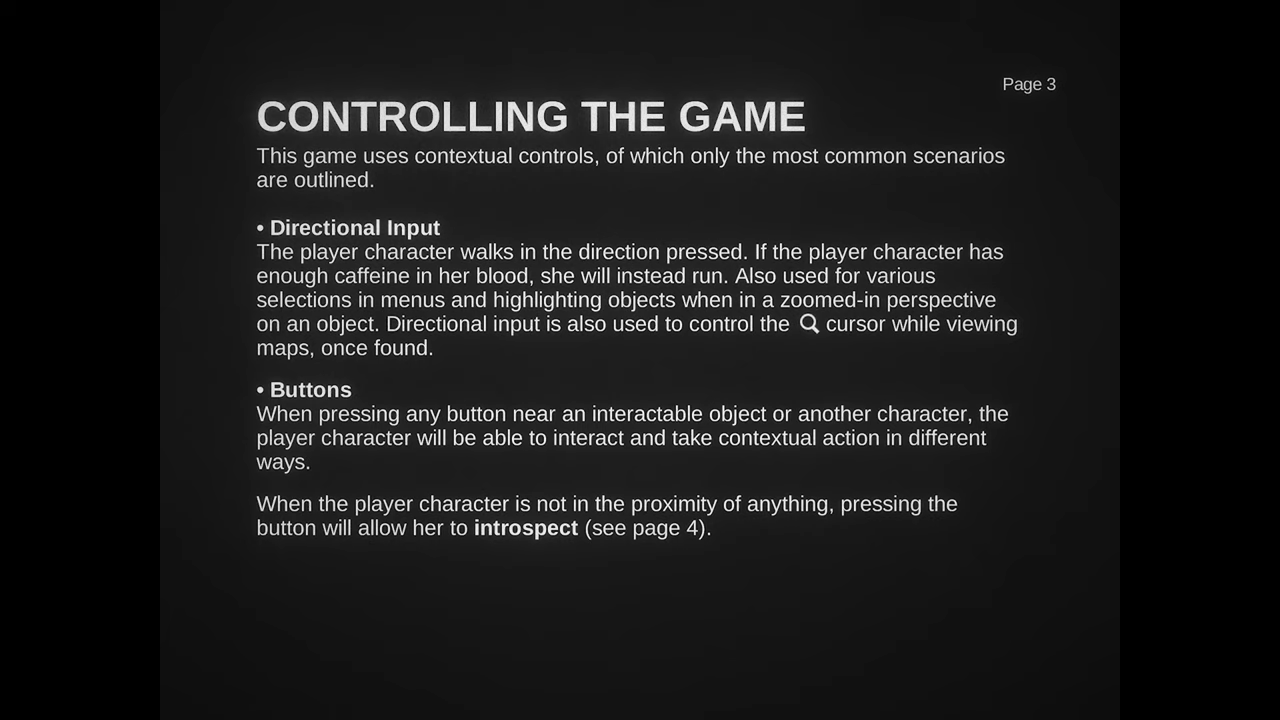 Page 3
CONTROLLING THE GAME
This game uses contextual controls, of which only the most common scenarios
are outlined.
• Directional Input
The player character walks in the direction pressed. If the player character has
enough caffeine in her blood, she will instead run. Also used for various
selections in menus and highlighting objects when in a zoomed-in perspective
on an object. Directional input is also used to control the cursor while viewing
maps, once found.
• Buttons
When pressing any button near an interactable object or another character, the
player character will be able to interact and take contextual action in different
ways.
When the player character is not in the proximity of anything, pressing the
button will allow her to introspect (see page 4).